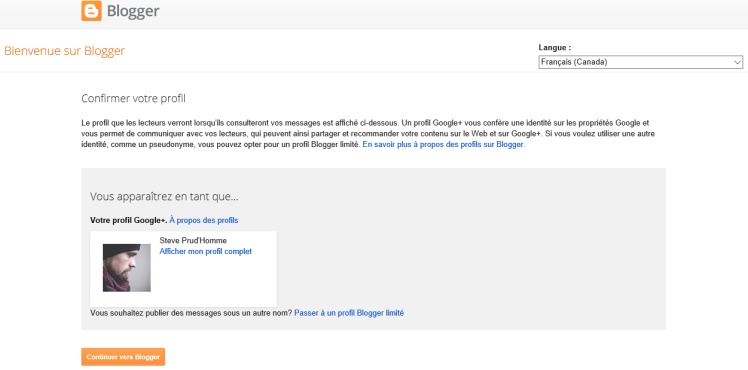 Blogger
Bienvenue sur Blogger
Langue :
Français (Canada)
Confirmer votre profil
Le profil que les lecteurs verront lorsqu'ils consulteront vos messages est affiché ci-dessous. Un profil Google+ vous confère une identité sur les propriétés Google et
vous permet de communiquer avec vos lecteurs, qui peuvent ainsi partager et recommander votre contenu sur le Web et sur Google+. Si vous voulez utiliser une autre
identité, comme un pseudonyme, vous pouvez opter pour un profil Blogger limité. En savoir plus à propos des profils sur Blogger.
Vous apparaîtrez en tant que...
Votre profil Google+. À propos des profils
Steve Prud'Homme
Afficher mon profil complet
Vous souhaitez publier des messages sous un autre nom? Passer à un profil Blogger limité
Continuer vers Blogger